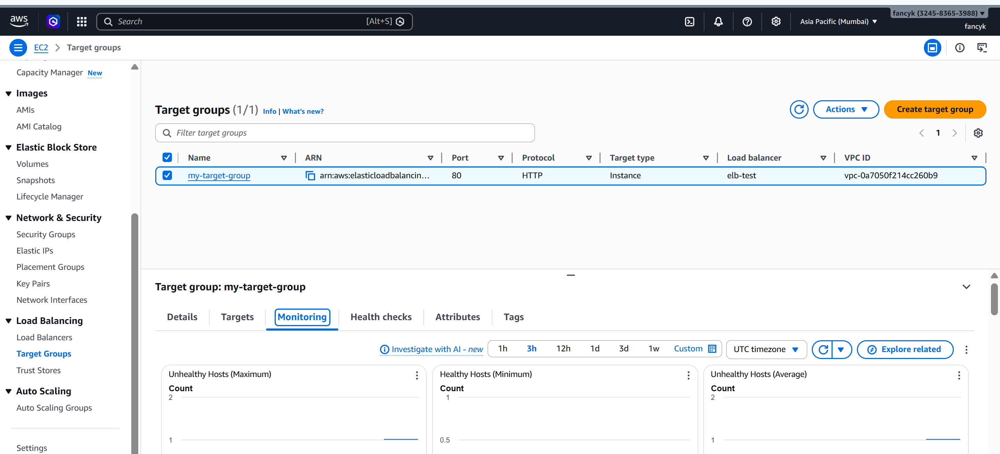 aws
Search
[Alt+S]
Asia Pacific (Mumbai)
fancyk (3245-8365-3988)
fancyk
EC2
Target groups
Capacity Manager New
Images
AMIs
AMI Catalog
Elastic Block Store
Volumes
Snapshots
Lifecycle Manager
Network & Security
Security Groups
Elastic IPs
Placement Groups
Key Pairs
Network Interfaces
Load Balancing
Load Balancers
Target Groups
Trust Stores
Auto Scaling
Auto Scaling Groups
Settings
Target groups (1/1) Info | What's new?
Actions
Create target group
Filter target groups
1
Name ARN Port Protocol Target type Load balancer VPC ID
my-target-group arn:aws:elasticloadbalancin... 80 HTTP Instance elb-test vpc-0a7050f214cc260b9
Target group: my-target-group
Details Targets Monitoring Health checks Attributes Tags
Investigate with AI - new 1h 3h 12h 1d 3d 1w Custom UTC timezone Explore related
Unhealthy Hosts (Maximum)
Count
2
1
Healthy Hosts (Minimum)
Count
1
0.5
Unhealthy Hosts (Average)
Count
2
1